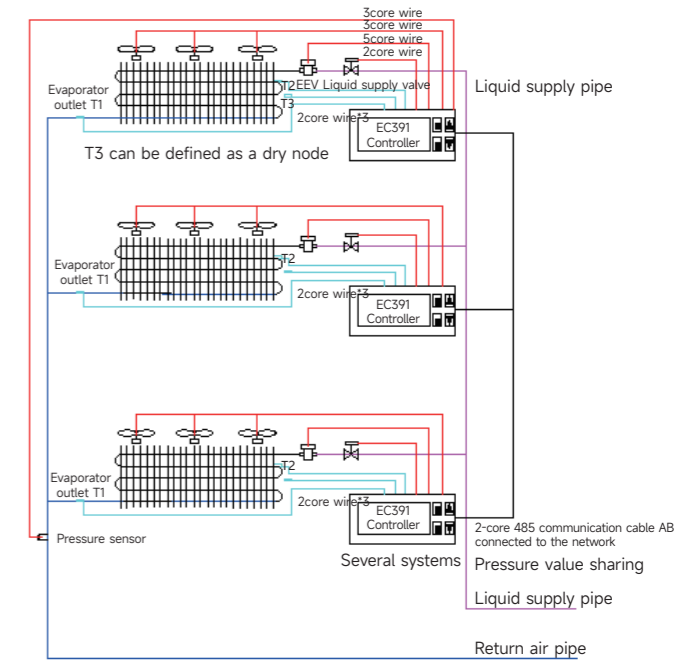 3core wire
3core wire
5core wire
2core wire
Evaporator
outlet T1
T2
EEV Liquid supply valve
Liquid supply pipe
T3
2core wire*3
EC391
Controller
T3 can be defined as a dry node
Evaporator
outlet T1
T2
2core wire*3
EC391
Controller
Evaporator
outlet T1
T2
2core wire*3
EC391
Controller
2-core 485 communication cable AB
connected to the network
Pressure sensor
Several systems
Pressure value sharing
Liquid supply pipe
Return air pipe